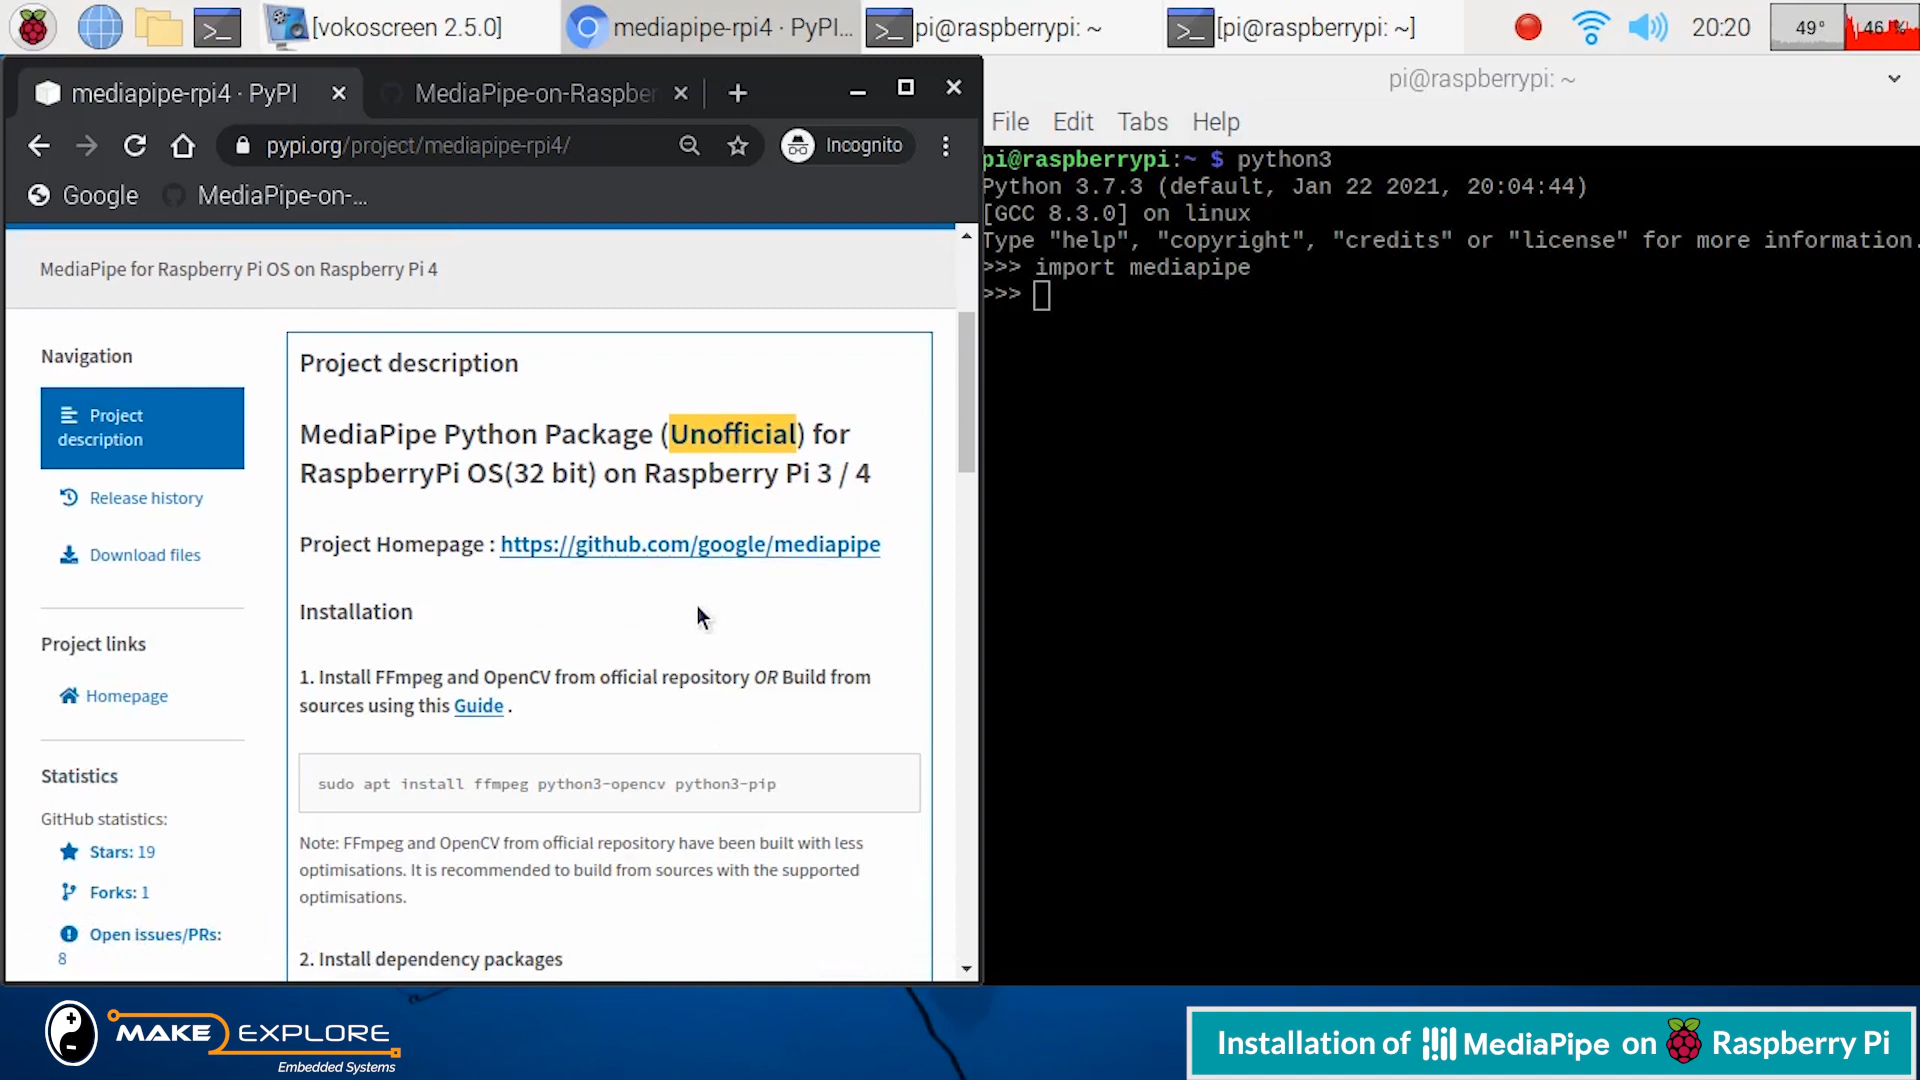 [vokoscreen 2.5.0]
mediapipe-rpi4 · PyPI...
pi@raspberrypi: ~
[pi@raspberrypi: ~]
20:20
49°
46 %
mediapipe-rpi4 · PyPI
MediaPipe-on-Raspber
pypi.org/project/mediapipe-rpi4/
Incognito
Google
MediaPipe-on-...
MediaPipe for Raspberry Pi OS on Raspberry Pi 4
Navigation
Project
description
Release history
Download files
Project links
Homepage
Statistics
GitHub statistics:
Stars: 19
Forks: 1
Open issues/PRs:
8
Project description
MediaPipe Python Package (Unofficial) for
RaspberryPi OS(32 bit) on Raspberry Pi 3 / 4
Project Homepage : https://github.com/google/mediapipe
Installation
1. Install FFmpeg and OpenCV from official repository OR Build from
sources using this Guide .
sudo apt install ffmpeg python3-opencv python3-pip
Note: FFmpeg and OpenCV from official repository have been built with less
optimisations. It is recommended to build from sources with the supported
optimisations.
2. Install dependency packages
pi@raspberrypi: ~
File Edit Tabs Help
pi@raspberrypi:~ $ python3
Python 3.7.3 (default, Jan 22 2021, 20:04:44)
[GCC 8.3.0] on linux
Type "help", "copyright", "credits" or "license" for more information.
>>> import mediapipe
>>>
MAKE EXPLORE
Embedded Systems
Installation of MediaPipe on Raspberry Pi